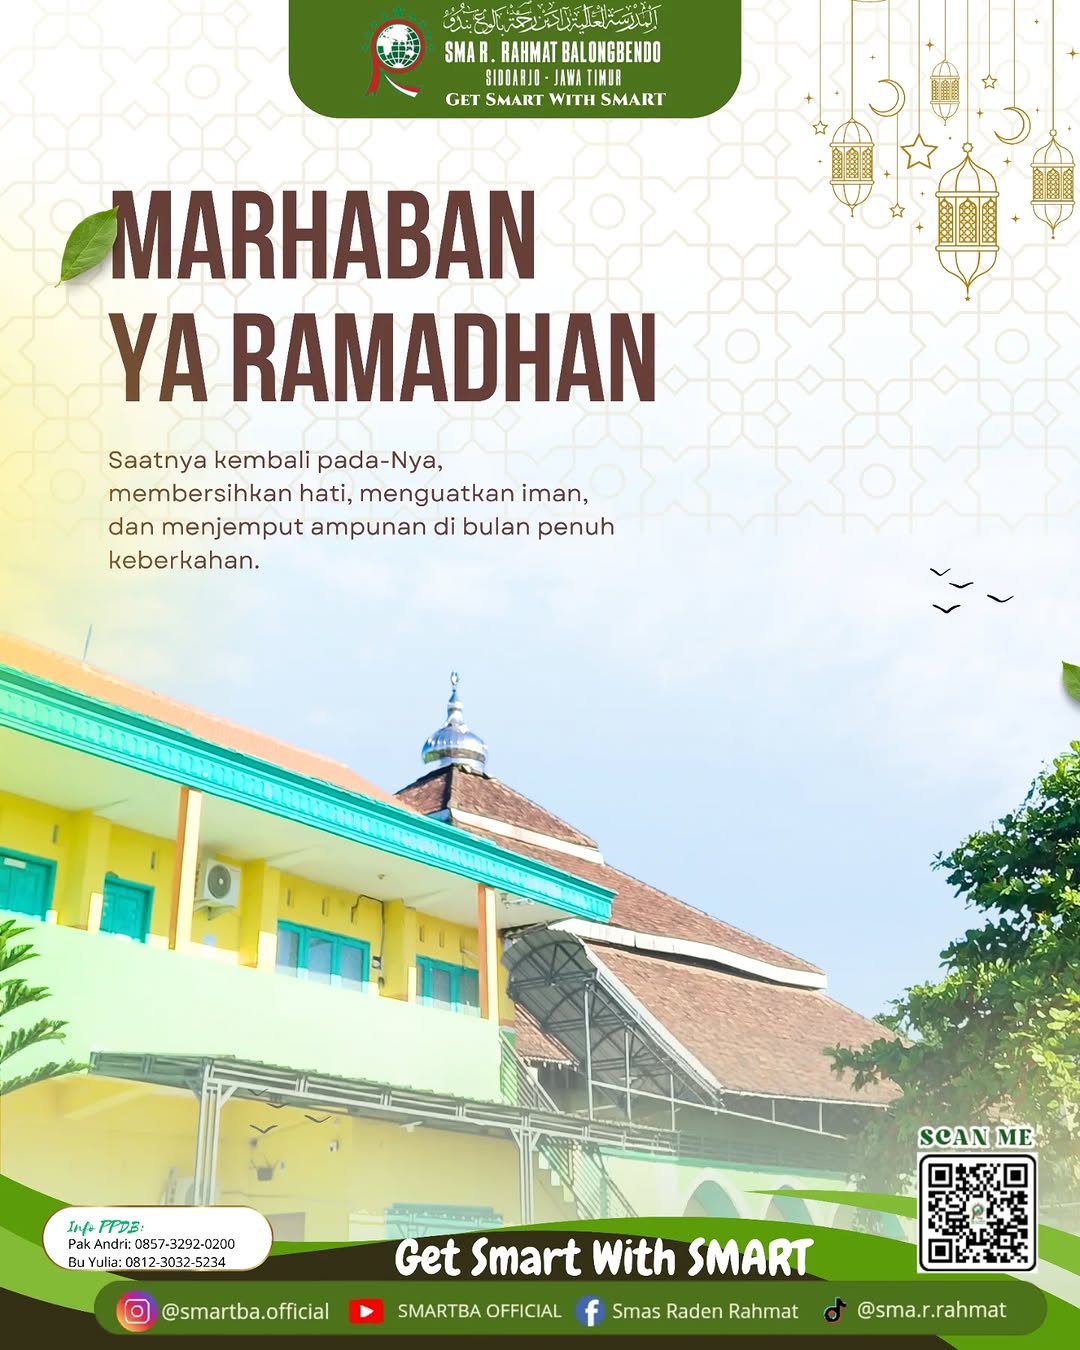 SMA R. RAHMAT BALONGBENDO
SIDOARJO - JAWA TIMUR
GET SMART WITH SMART
MARHABAN
YA RAMADHAN
Saatnya kembali pada-Nya,
membersihkan hati, menguatkan iman,
dan menjemput ampunan di bulan penuh
keberkahan.
SCAN ME
Info PPDB:
Pak Andri: 0857-3292-0200
Bu Yulia: 0812-3032-5234
Get Smart With SMART
@smartba.official
SMARTBA OFFICIAL
Smas Raden Rahmat
@sma.r.rahmat